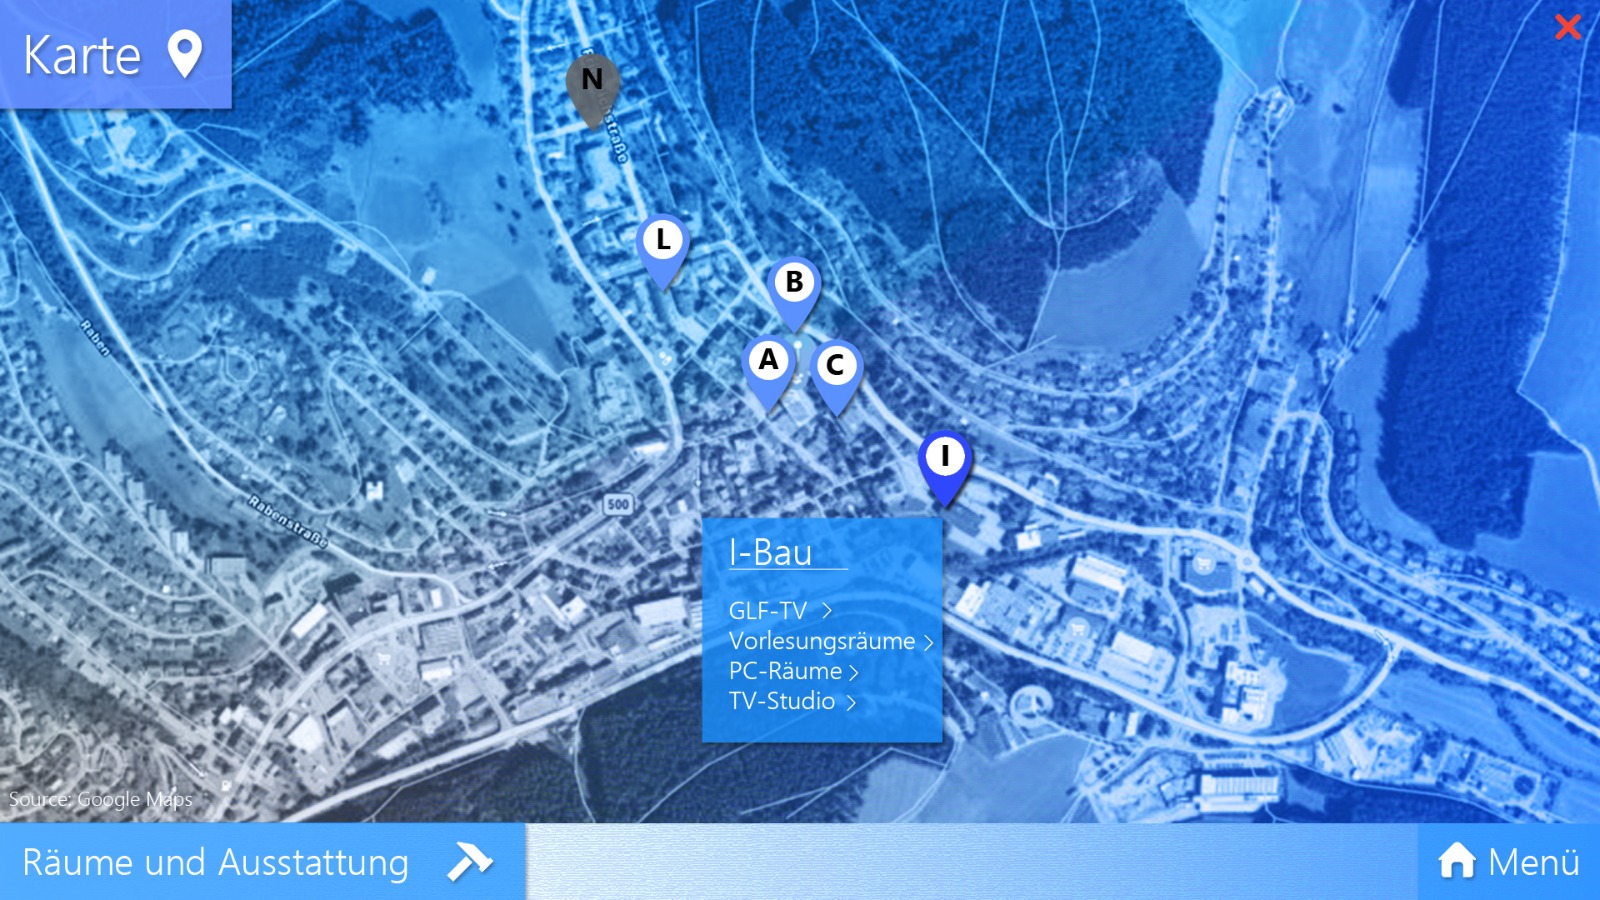 Karte
N
straße
L
B
A
C
I
Raben
Rabenstraße
500
I-Bau
GLF-TV >
Vorlesungsräume >
PC-Räume >
TV-Studio >
Source: Google Maps
Räume und Ausstattung
Menü